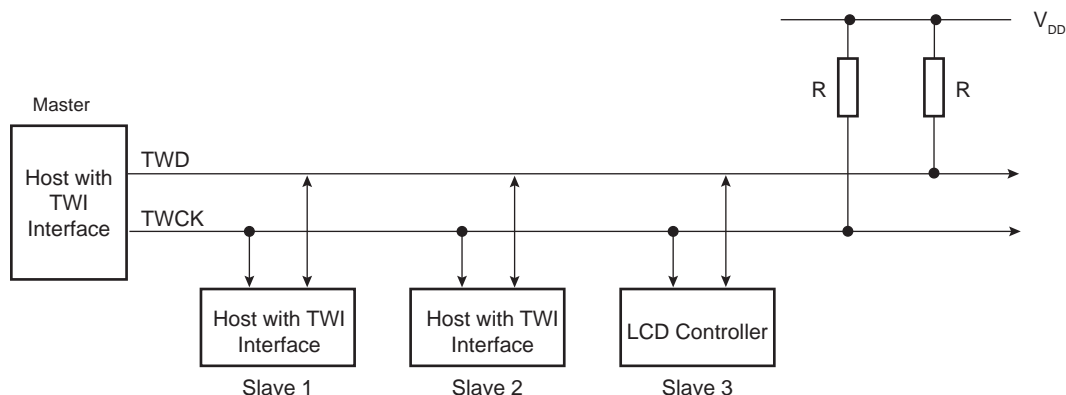 V_DD
R
R
Master
Host with
TWI
Interface
TWD
TWCK
Host with TWI
Interface
Host with TWI
Interface
LCD Controller
Slave 1
Slave 2
Slave 3